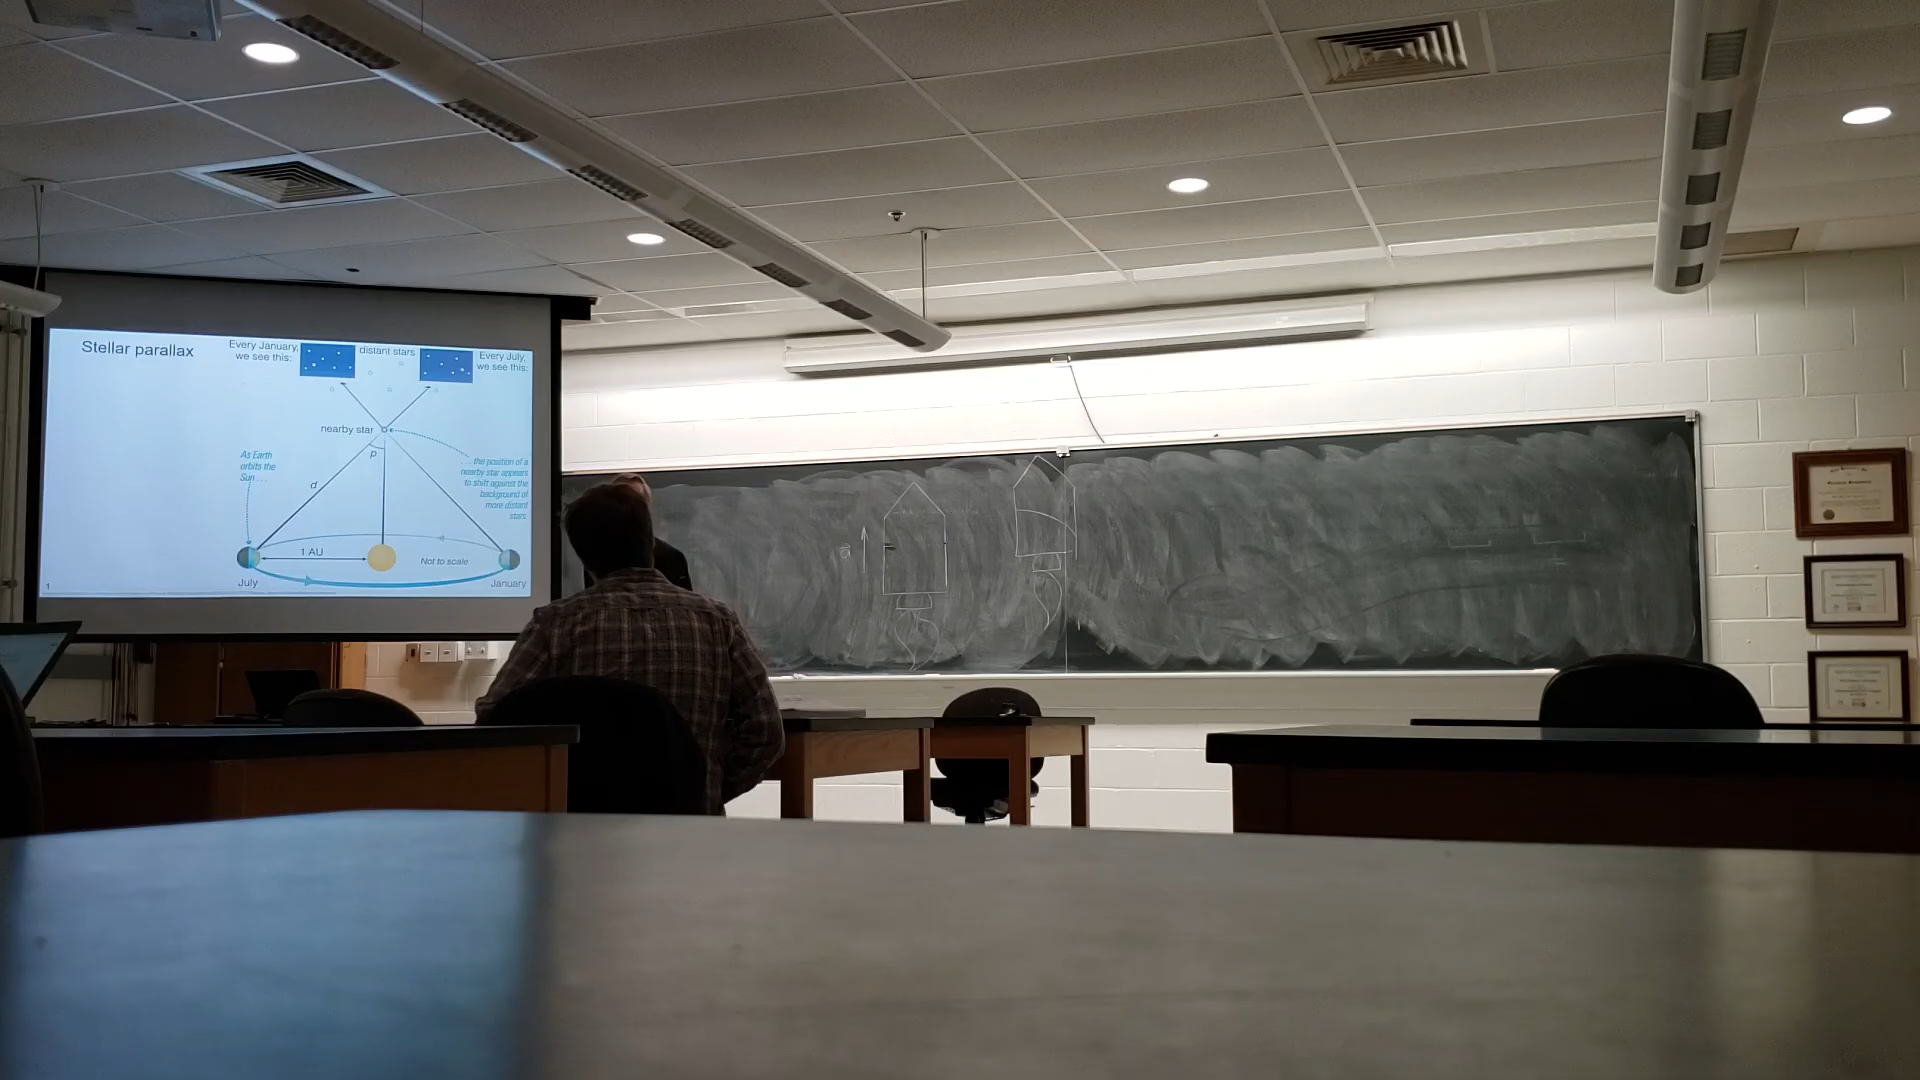 Stellar parallax
Every January,
we see this:
distant stars
Every July,
we see this:
nearby star
p
As Earth
orbits the
Sun . . .
d
. . . the position of a
nearby star appears
to shift against the
background of
more distant
stars.
1 AU
Not to scale
July
January
1
a